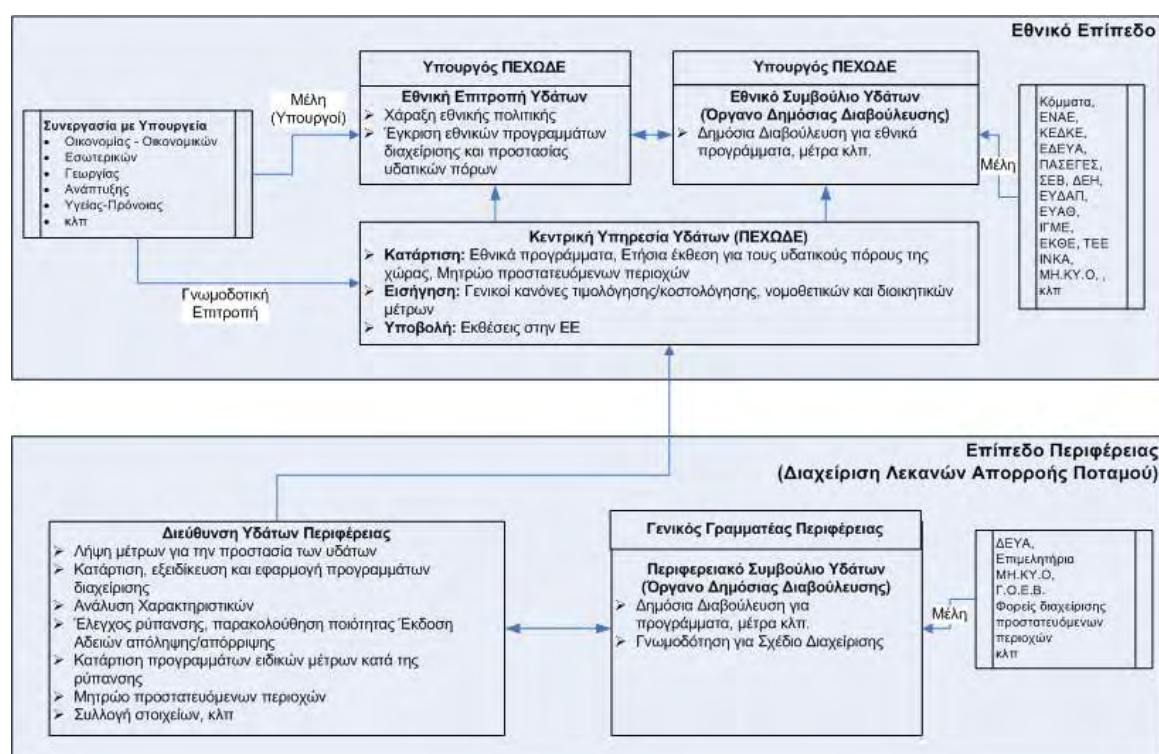 Εθνικό Επίπεδο
Υπουργός ΠΕΧΩΔΕ
Εθνική Επιτροπή Υδάτων
➢ Χάραξη εθνικής πολιτικής
➢ Έγκριση εθνικών προγραμμάτων
διαχείρισης και προστασίας
υδατικών πόρων
Υπουργός ΠΕΧΩΔΕ
Εθνικό Συμβούλιο Υδάτων
(Όργανο Δημόσιας Διαβούλευσης)
➢ Δημόσια Διαβούλευση για εθνικά
προγράμματα, μέτρα κλπ.
Μέλη
(Υπουργοί)
Συνεργασία με Υπουργεία
• Οικονομίας - Οικονομικών
• Εσωτερικών
• Γεωργίας
• Ανάπτυξης
• Υγείας-Πρόνοιας
• κλπ
Μέλη
Κόμματα,
ΕΝΑΕ,
ΚΕΔΚΕ,
ΕΔΕΥΑ,
ΠΑΣΕΓΕΣ,
ΣΕΒ, ΔΕΗ,
ΕΥΔΑΠ,
ΕΥΑΘ,
ΙΓΜΕ,
ΕΚΘΕ, ΤΕΕ
ΙΝΚΑ,
ΜΗ.ΚΥ.Ο, ,
κλπ
Γνωμοδοτική
Επιτροπή
Κεντρική Υπηρεσία Υδάτων (ΠΕΧΩΔΕ)
➢ Κατάρτιση: Εθνικά προγράμματα, Ετήσια έκθεση για τους υδατικούς πόρους της
χώρας, Μητρώο προστατευόμενων περιοχών
➢ Εισήγηση: Γενικοί κανόνες τιμολόγησης/κοστολόγησης, νομοθετικών και διοικητικών
μέτρων
➢ Υποβολή: Εκθέσεις στην ΕΕ
Επίπεδο Περιφέρειας
(Διαχείριση Λεκανών Απορροής Ποταμού)
Διεύθυνση Υδάτων Περιφέρειας
➢ Λήψη μέτρων για την προστασία των υδάτων
➢ Κατάρτιση, εξειδίκευση και εφαρμογή προγραμμάτων
διαχείρισης
➢ Ανάλυση Χαρακτηριστικών
➢ Έλεγχος ρύπανσης, παρακολούθηση ποιότητας Έκδοση
Αδειών απόληψης/απόρριψης
➢ Κατάρτιση προγραμμάτων ειδικών μέτρων κατά της
ρύπανσης
➢ Μητρώο προστατευόμενων περιοχών
➢ Συλλογή στοιχείων, κλπ
Γενικός Γραμματέας Περιφέρειας
Περιφερειακό Συμβούλιο Υδάτων
(Όργανο Δημόσιας Διαβούλευσης)
➢ Δημόσια Διαβούλευση για
προγράμματα, μέτρα κλπ.
➢ Γνωμοδότηση για Σχέδιο Διαχείρισης
Μέλη
ΔΕΥΑ,
Επιμελητήρια
ΜΗ.ΚΥ.Ο,
Γ.Ο.Ε.Β.
Φορείς διαχείρισης
προστατευόμενων
περιοχών
κλπ